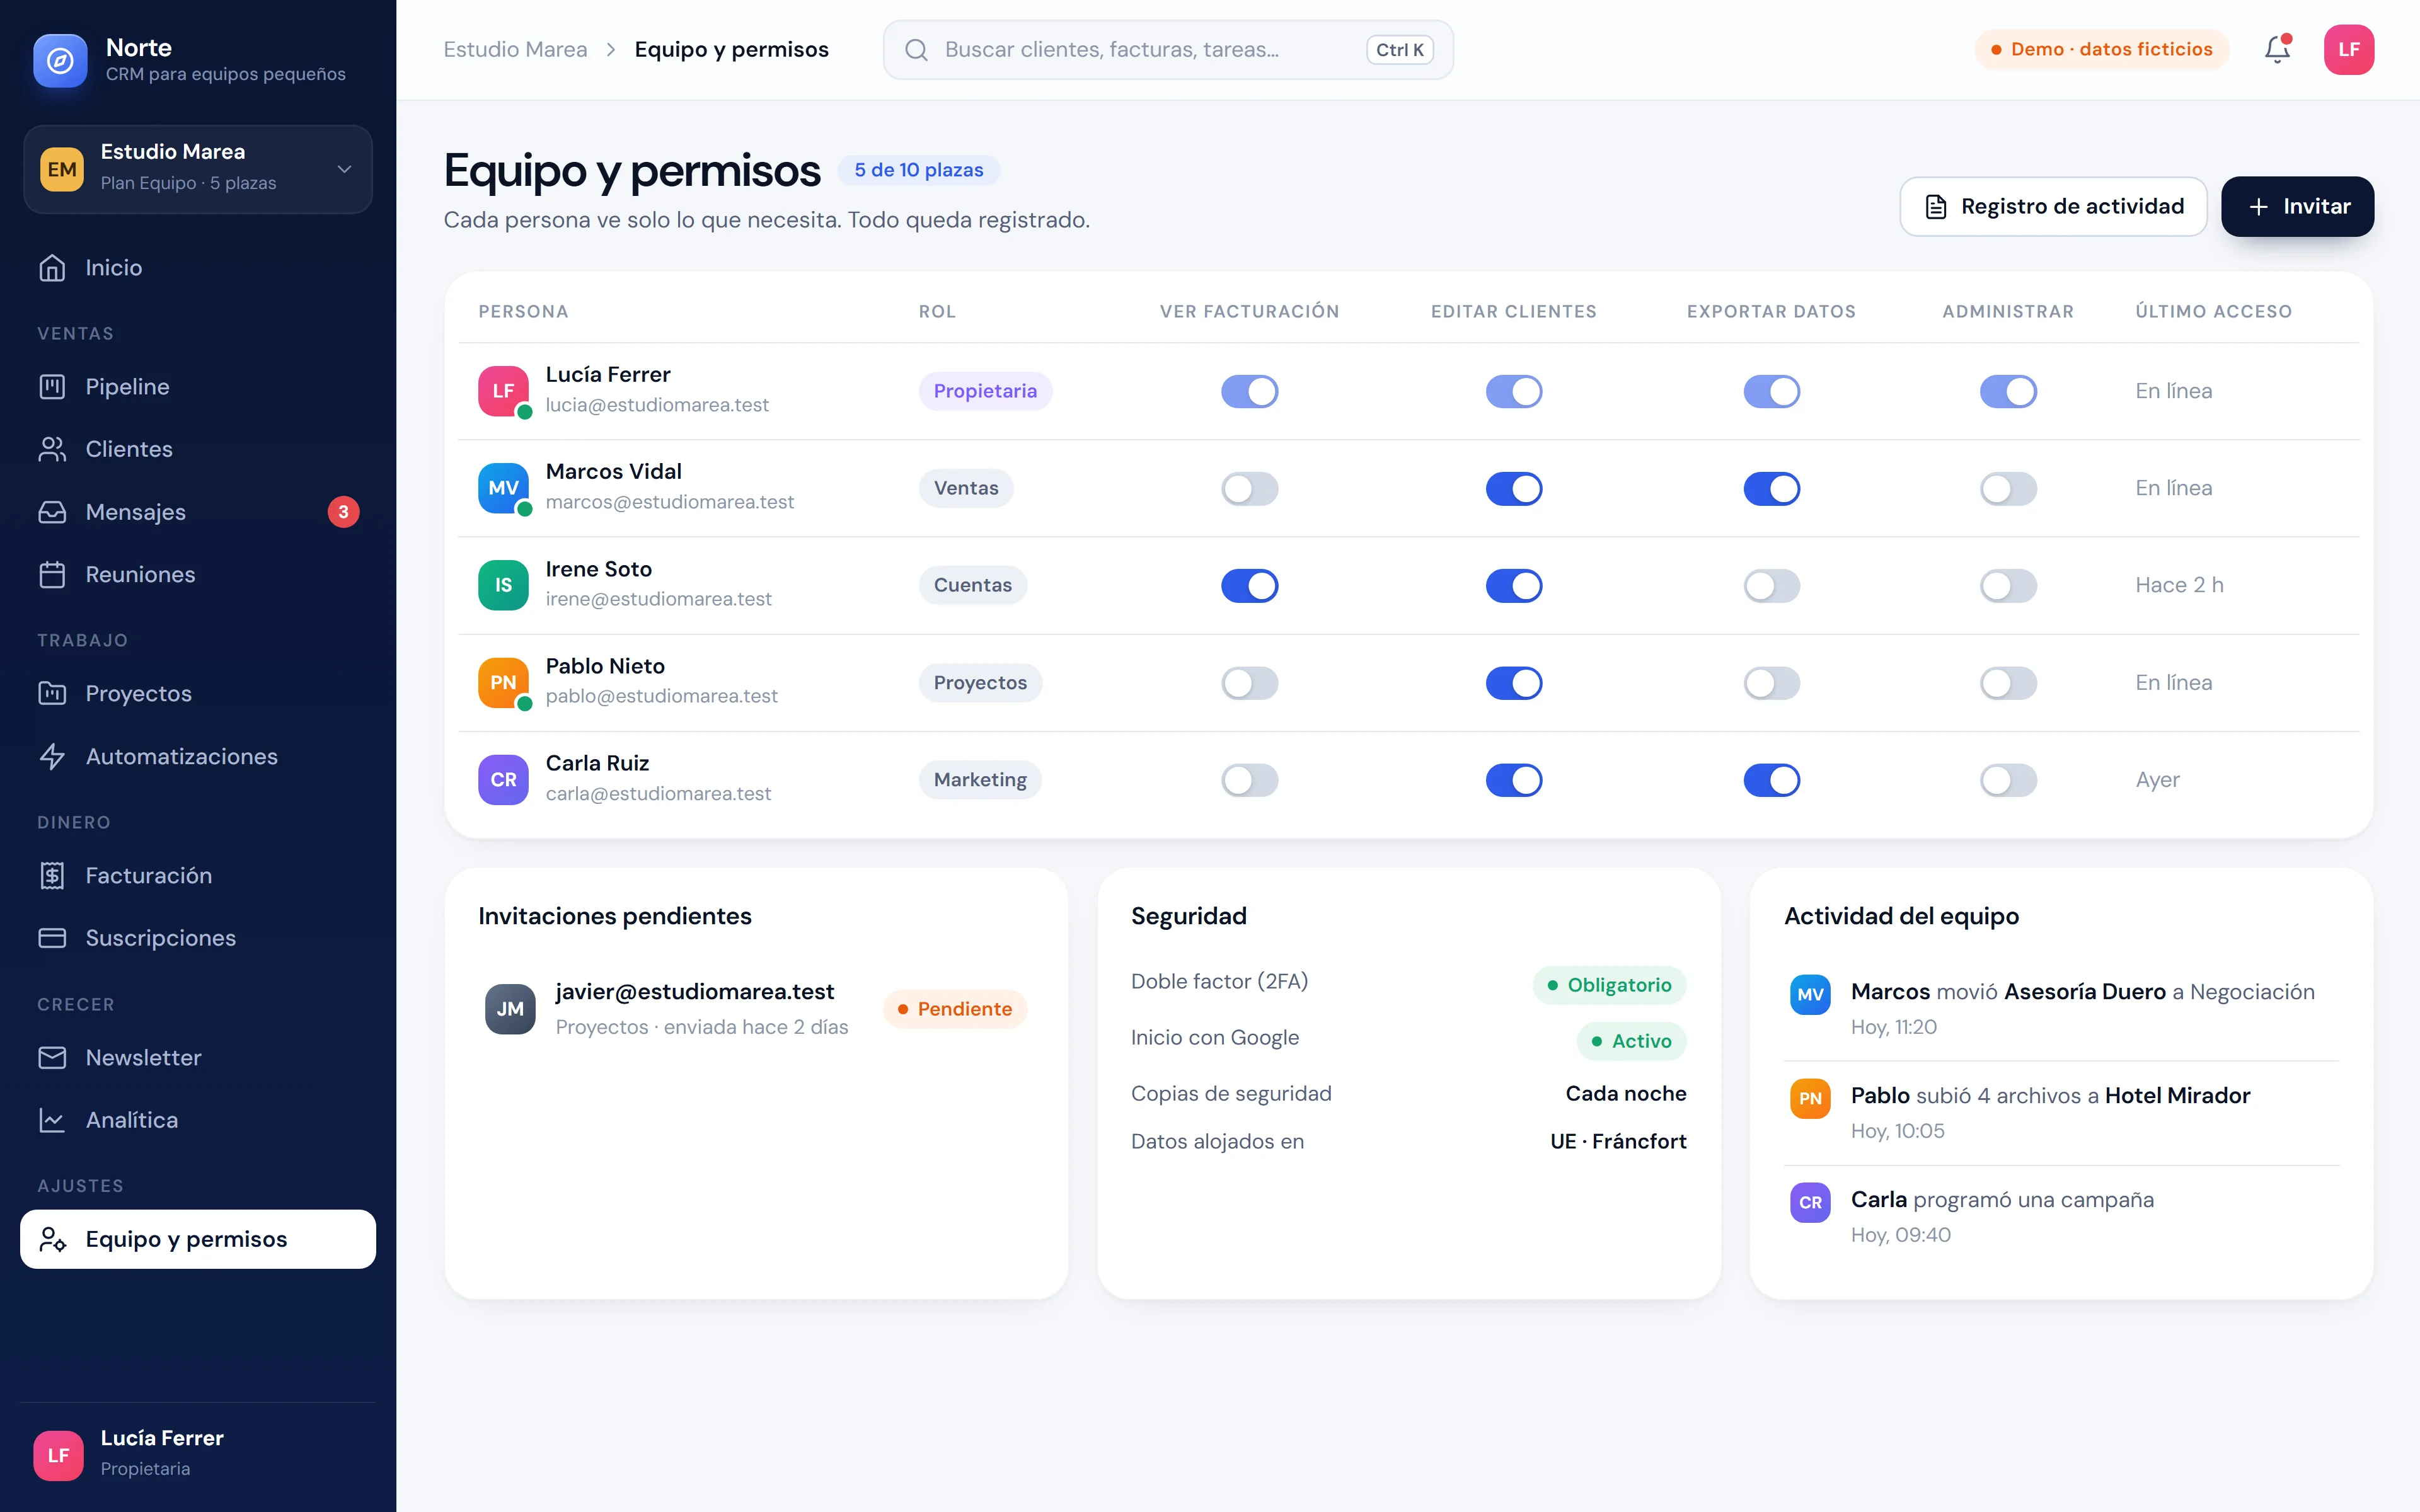 Norte
CRM para equipos pequeños
EM
Estudio Marea
Plan Equipo · 5 plazas
Inicio
VENTAS
Pipeline
Clientes
Mensajes
3
Reuniones
TRABAJO
Proyectos
Automatizaciones
DINERO
Facturación
Suscripciones
CRECER
Newsletter
Analítica
AJUSTES
Equipo y permisos
LF
Lucía Ferrer
Propietaria
Estudio Marea > Equipo y permisos
Buscar clientes, facturas, tareas...
Ctrl K
Demo · datos ficticios
LF
Equipo y permisos
5 de 10 plazas
Cada persona ve solo lo que necesita. Todo queda registrado.
Registro de actividad
Invitar
PERSONA ROL VER FACTURACIÓN EDITAR CLIENTES EXPORTAR DATOS ADMINISTRAR ÚLTIMO ACCESO
LF
Lucía Ferrer
lucia@estudiomarea.test
Propietaria
En línea
MV
Marcos Vidal
marcos@estudiomarea.test
Ventas
En línea
IS
Irene Soto
irene@estudiomarea.test
Cuentas
Hace 2 h
PN
Pablo Nieto
pablo@estudiomarea.test
Proyectos
En línea
CR
Carla Ruiz
carla@estudiomarea.test
Marketing
Ayer
Invitaciones pendientes
JM
javier@estudiomarea.test
Proyectos · enviada hace 2 días
Pendiente
Seguridad
Doble factor (2FA) Obligatorio
Inicio con Google Activo
Copias de seguridad Cada noche
Datos alojados en UE · Fráncfort
Actividad del equipo
MV
Marcos movió Asesoría Duero a Negociación
Hoy, 11:20
PN
Pablo subió 4 archivos a Hotel Mirador
Hoy, 10:05
CR
Carla programó una campaña
Hoy, 09:40